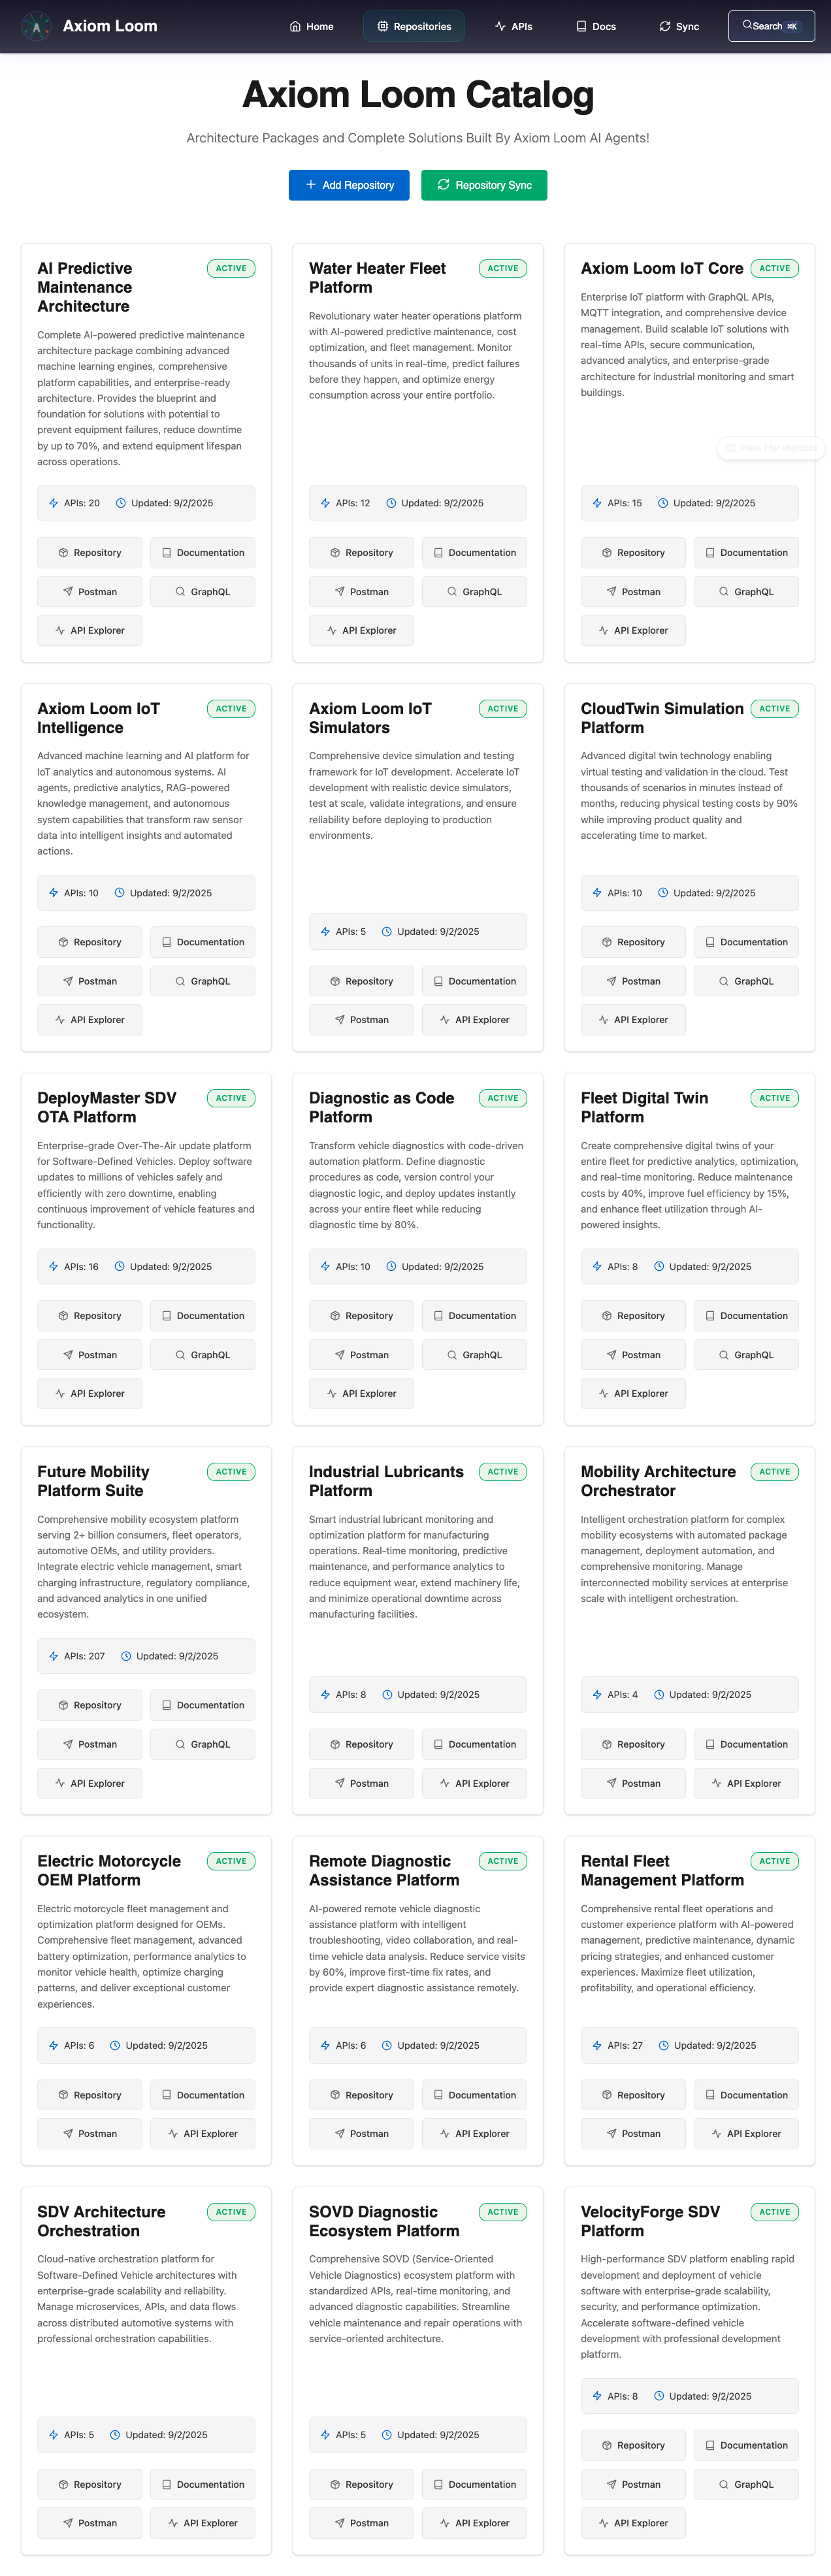 Axiom Loom
Home
Repositories
APIs
Docs
Sync
Search ⌘K
Axiom Loom Catalog
Architecture Packages and Complete Solutions Built By Axiom Loom AI Agents!
Add Repository
Repository Sync
AI Predictive
Maintenance
Architecture
ACTIVE
Complete AI-powered predictive maintenance
architecture package combining advanced
machine learning engines, comprehensive
platform capabilities, and enterprise-ready
architecture. Provides the blueprint and
foundation for solutions with potential to
prevent equipment failures, reduce downtime
by up to 70%, and extend equipment lifespan
across operations.
APIs: 20
Updated: 9/2/2025
Repository
Documentation
Postman
GraphQL
API Explorer
Water Heater Fleet
Platform
ACTIVE
Revolutionary water heater operations platform
with AI-powered predictive maintenance, cost
optimization, and fleet management. Monitor
thousands of units in real-time, predict failures
before they happen, and optimize energy
consumption across your entire portfolio.
APIs: 12
Updated: 9/2/2025
Repository
Documentation
Postman
GraphQL
API Explorer
Axiom Loom IoT Core
ACTIVE
Enterprise IoT platform with GraphQL APIs,
MQTT integration, and comprehensive device
management. Build scalable IoT solutions with
real-time APIs, secure communication,
advanced analytics, and enterprise-grade
architecture for industrial monitoring and smart
buildings.
Press ? for shortcuts
APIs: 15
Updated: 9/2/2025
Repository
Documentation
Postman
GraphQL
API Explorer
Axiom Loom IoT
Intelligence
ACTIVE
Advanced machine learning and AI platform for
IoT analytics and autonomous systems. AI
agents, predictive analytics, RAG-powered
knowledge management, and autonomous
system capabilities that transform raw sensor
data into intelligent insights and automated
actions.
APIs: 10
Updated: 9/2/2025
Repository
Documentation
Postman
GraphQL
API Explorer
Axiom Loom IoT
Simulators
ACTIVE
Comprehensive device simulation and testing
framework for IoT development. Accelerate IoT
development with realistic device simulators,
test at scale, validate integrations, and ensure
reliability before deploying to production
environments.
APIs: 5
Updated: 9/2/2025
Repository
Documentation
Postman
API Explorer
CloudTwin Simulation
Platform
ACTIVE
Advanced digital twin technology enabling
virtual testing and validation in the cloud. Test
thousands of scenarios in minutes instead of
months, reducing physical testing costs by 90%
while improving product quality and
accelerating time to market.
APIs: 10
Updated: 9/2/2025
Repository
Documentation
Postman
GraphQL
API Explorer
DeployMaster SDV
OTA Platform
ACTIVE
Enterprise-grade Over-The-Air update platform
for Software-Defined Vehicles. Deploy software
updates to millions of vehicles safely and
efficiently with zero downtime, enabling
continuous improvement of vehicle features and
functionality.
APIs: 16
Updated: 9/2/2025
Repository
Documentation
Postman
GraphQL
API Explorer
Diagnostic as Code
Platform
ACTIVE
Transform vehicle diagnostics with code-driven
automation platform. Define diagnostic
procedures as code, version control your
diagnostic logic, and deploy updates instantly
across your entire fleet while reducing
diagnostic time by 80%.
APIs: 10
Updated: 9/2/2025
Repository
Documentation
Postman
GraphQL
API Explorer
Fleet Digital Twin
Platform
ACTIVE
Create comprehensive digital twins of your
entire fleet for predictive analytics, optimization,
and real-time monitoring. Reduce maintenance
costs by 40%, improve fuel efficiency by 15%,
and enhance fleet utilization through AI-
powered insights.
APIs: 8
Updated: 9/2/2025
Repository
Documentation
Postman
GraphQL
API Explorer
Future Mobility
Platform Suite
ACTIVE
Comprehensive mobility ecosystem platform
serving 2+ billion consumers, fleet operators,
automotive OEMs, and utility providers.
Integrate electric vehicle management, smart
charging infrastructure, regulatory compliance,
and advanced analytics in one unified
ecosystem.
APIs: 207
Updated: 9/2/2025
Repository
Documentation
Postman
GraphQL
API Explorer
Industrial Lubricants
Platform
ACTIVE
Smart industrial lubricant monitoring and
optimization platform for manufacturing
operations. Real-time monitoring, predictive
maintenance, and performance analytics to
reduce equipment wear, extend machinery life,
and minimize operational downtime across
manufacturing facilities.
APIs: 8
Updated: 9/2/2025
Repository
Documentation
Postman
API Explorer
Mobility Architecture
Orchestrator
ACTIVE
Intelligent orchestration platform for complex
mobility ecosystems with automated package
management, deployment automation, and
comprehensive monitoring. Manage
interconnected mobility services at enterprise
scale with intelligent orchestration.
APIs: 4
Updated: 9/2/2025
Repository
Documentation
Postman
API Explorer
Electric Motorcycle
OEM Platform
ACTIVE
Electric motorcycle fleet management and
optimization platform designed for OEMs.
Comprehensive fleet management, advanced
battery optimization, performance analytics to
monitor vehicle health, optimize charging
patterns, and deliver exceptional customer
experiences.
APIs: 6
Updated: 9/2/2025
Repository
Documentation
Postman
API Explorer
Remote Diagnostic
Assistance Platform
ACTIVE
AI-powered remote vehicle diagnostic
assistance platform with intelligent
troubleshooting, video collaboration, and real-
time vehicle data analysis. Reduce service visits
by 60%, improve first-time fix rates, and
provide expert diagnostic assistance remotely.
APIs: 6
Updated: 9/2/2025
Repository
Documentation
Postman
API Explorer
Rental Fleet
Management Platform
ACTIVE
Comprehensive rental fleet operations and
customer experience platform with AI-powered
management, predictive maintenance, dynamic
pricing strategies, and enhanced customer
experiences. Maximize fleet utilization,
profitability, and operational efficiency.
APIs: 27
Updated: 9/2/2025
Repository
Documentation
Postman
API Explorer
SDV Architecture
Orchestration
ACTIVE
Cloud-native orchestration platform for
Software-Defined Vehicle architectures with
enterprise-grade scalability and reliability.
Manage microservices, APIs, and data flows
across distributed automotive systems with
professional orchestration capabilities.
APIs: 5
Updated: 9/2/2025
Repository
Documentation
Postman
API Explorer
SOVD Diagnostic
Ecosystem Platform
ACTIVE
Comprehensive SOVD (Service-Oriented
Vehicle Diagnostics) ecosystem platform with
standardized APIs, real-time monitoring, and
advanced diagnostic capabilities. Streamline
vehicle maintenance and repair operations with
service-oriented architecture.
APIs: 5
Updated: 9/2/2025
Repository
Documentation
Postman
API Explorer
VelocityForge SDV
Platform
ACTIVE
High-performance SDV platform enabling rapid
development and deployment of vehicle
software with enterprise-grade scalability,
security, and performance optimization.
Accelerate software-defined vehicle
development with professional development
platform.
APIs: 8
Updated: 9/2/2025
Repository
Documentation
Postman
GraphQL
API Explorer